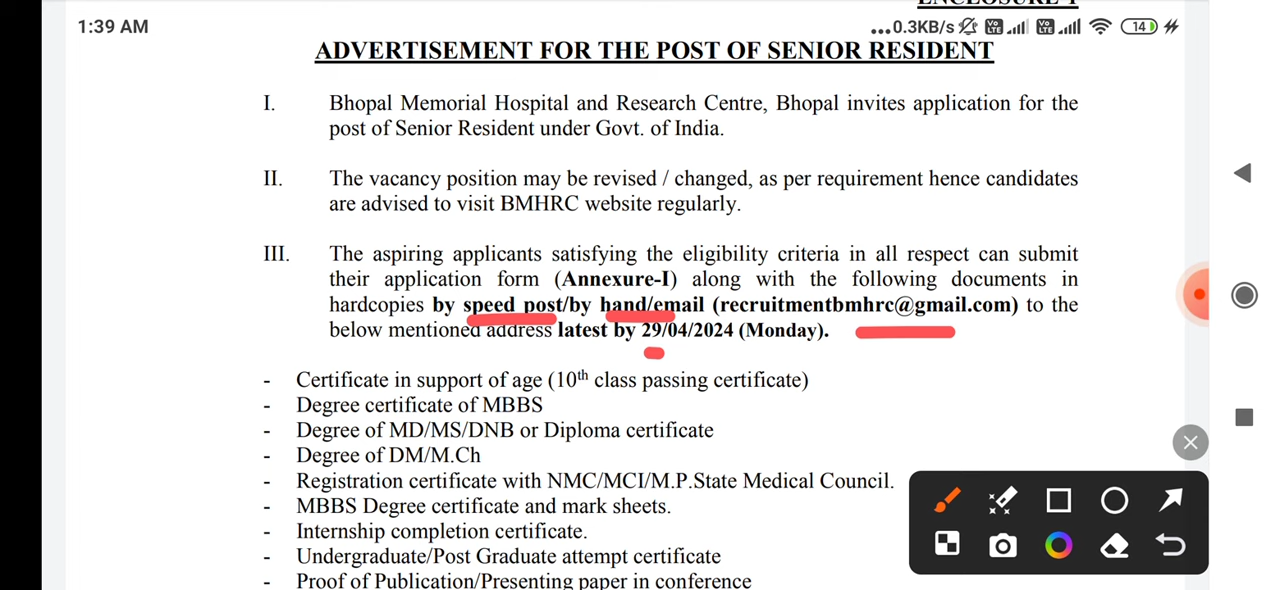 ENCLOSURE-I
1:39 AM
...0.3KB/s Vo LTE Vo LTE 14
ADVERTISEMENT FOR THE POST OF SENIOR RESIDENT
I. Bhopal Memorial Hospital and Research Centre, Bhopal invites application for the
post of Senior Resident under Govt. of India.
II. The vacancy position may be revised / changed, as per requirement hence candidates
are advised to visit BMHRC website regularly.
III. The aspiring applicants satisfying the eligibility criteria in all respect can submit
their application form (Annexure-I) along with the following documents in
hardcopies by speed post/by hand/email (recruitmentbmhrc@gmail.com) to the
below mentioned address latest by 29/04/2024 (Monday).
- Certificate in support of age (10th class passing certificate)
- Degree certificate of MBBS
- Degree of MD/MS/DNB or Diploma certificate
- Degree of DM/M.Ch
- Registration certificate with NMC/MCI/M.P.State Medical Council.
- MBBS Degree certificate and mark sheets.
- Internship completion certificate.
- Undergraduate/Post Graduate attempt certificate
- Proof of Publication/Presenting paper in conference